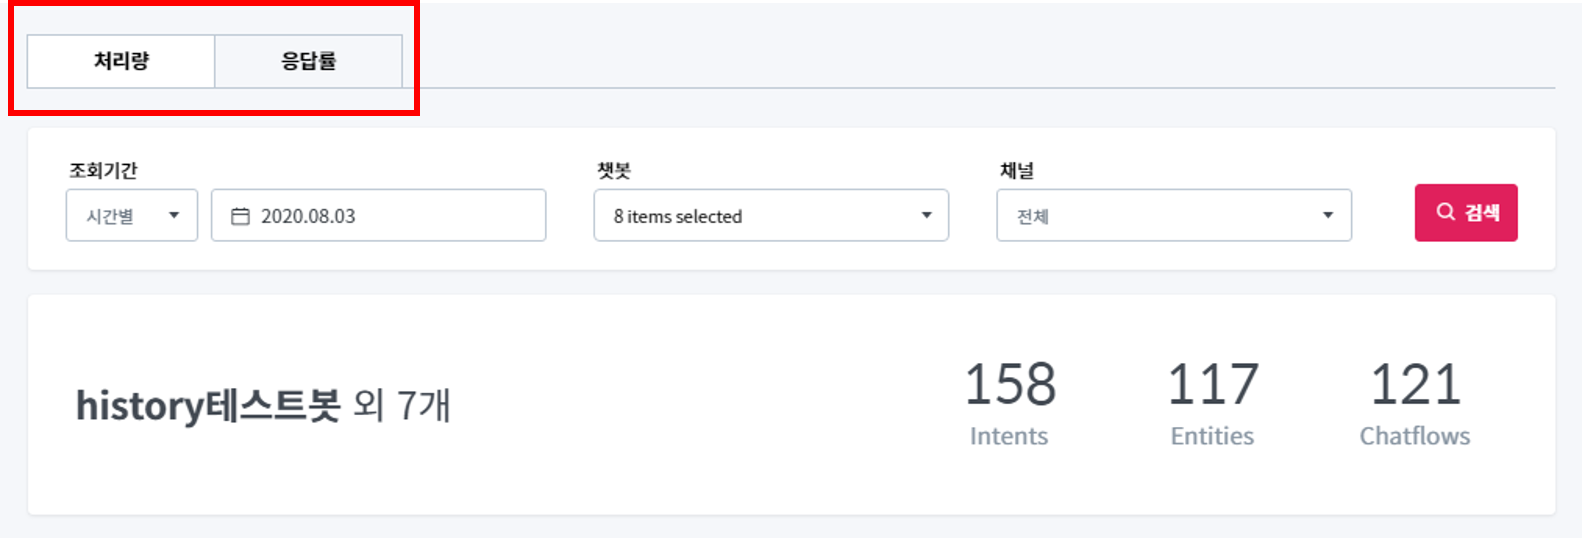 처리량 응답률
조회기간 챗봇 채널
시간별 2020.08.03 8 items selected 전체 검색
history테스트봇 외 7개
158 117 121
Intents Entities Chatflows